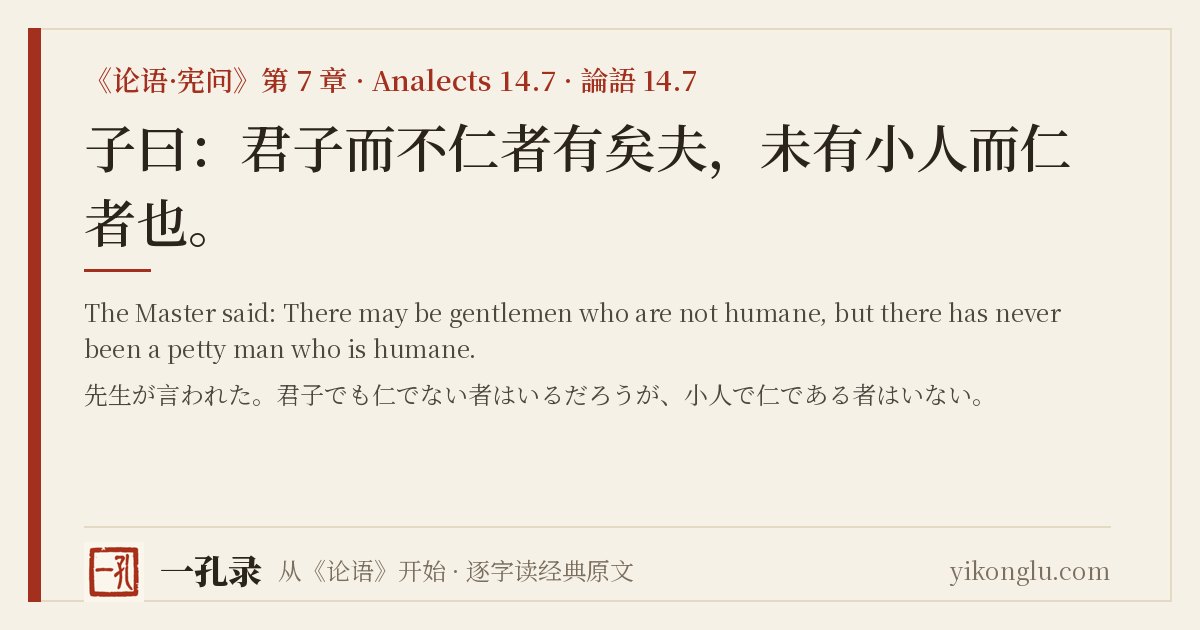 《论语·宪问》第 7 章 · Analects 14.7 · 論語 14.7
子曰：君子而不仁者有矣夫，未有小人而仁
者也。
The Master said: There may be gentlemen who are not humane, but there has never
been a petty man who is humane.
先生が言われた。君子でも仁でない者はいるだろうが、小人で仁である者はいない。
一孔
一孔录 从《论语》开始 · 逐字读经典原文 yikonglu.com